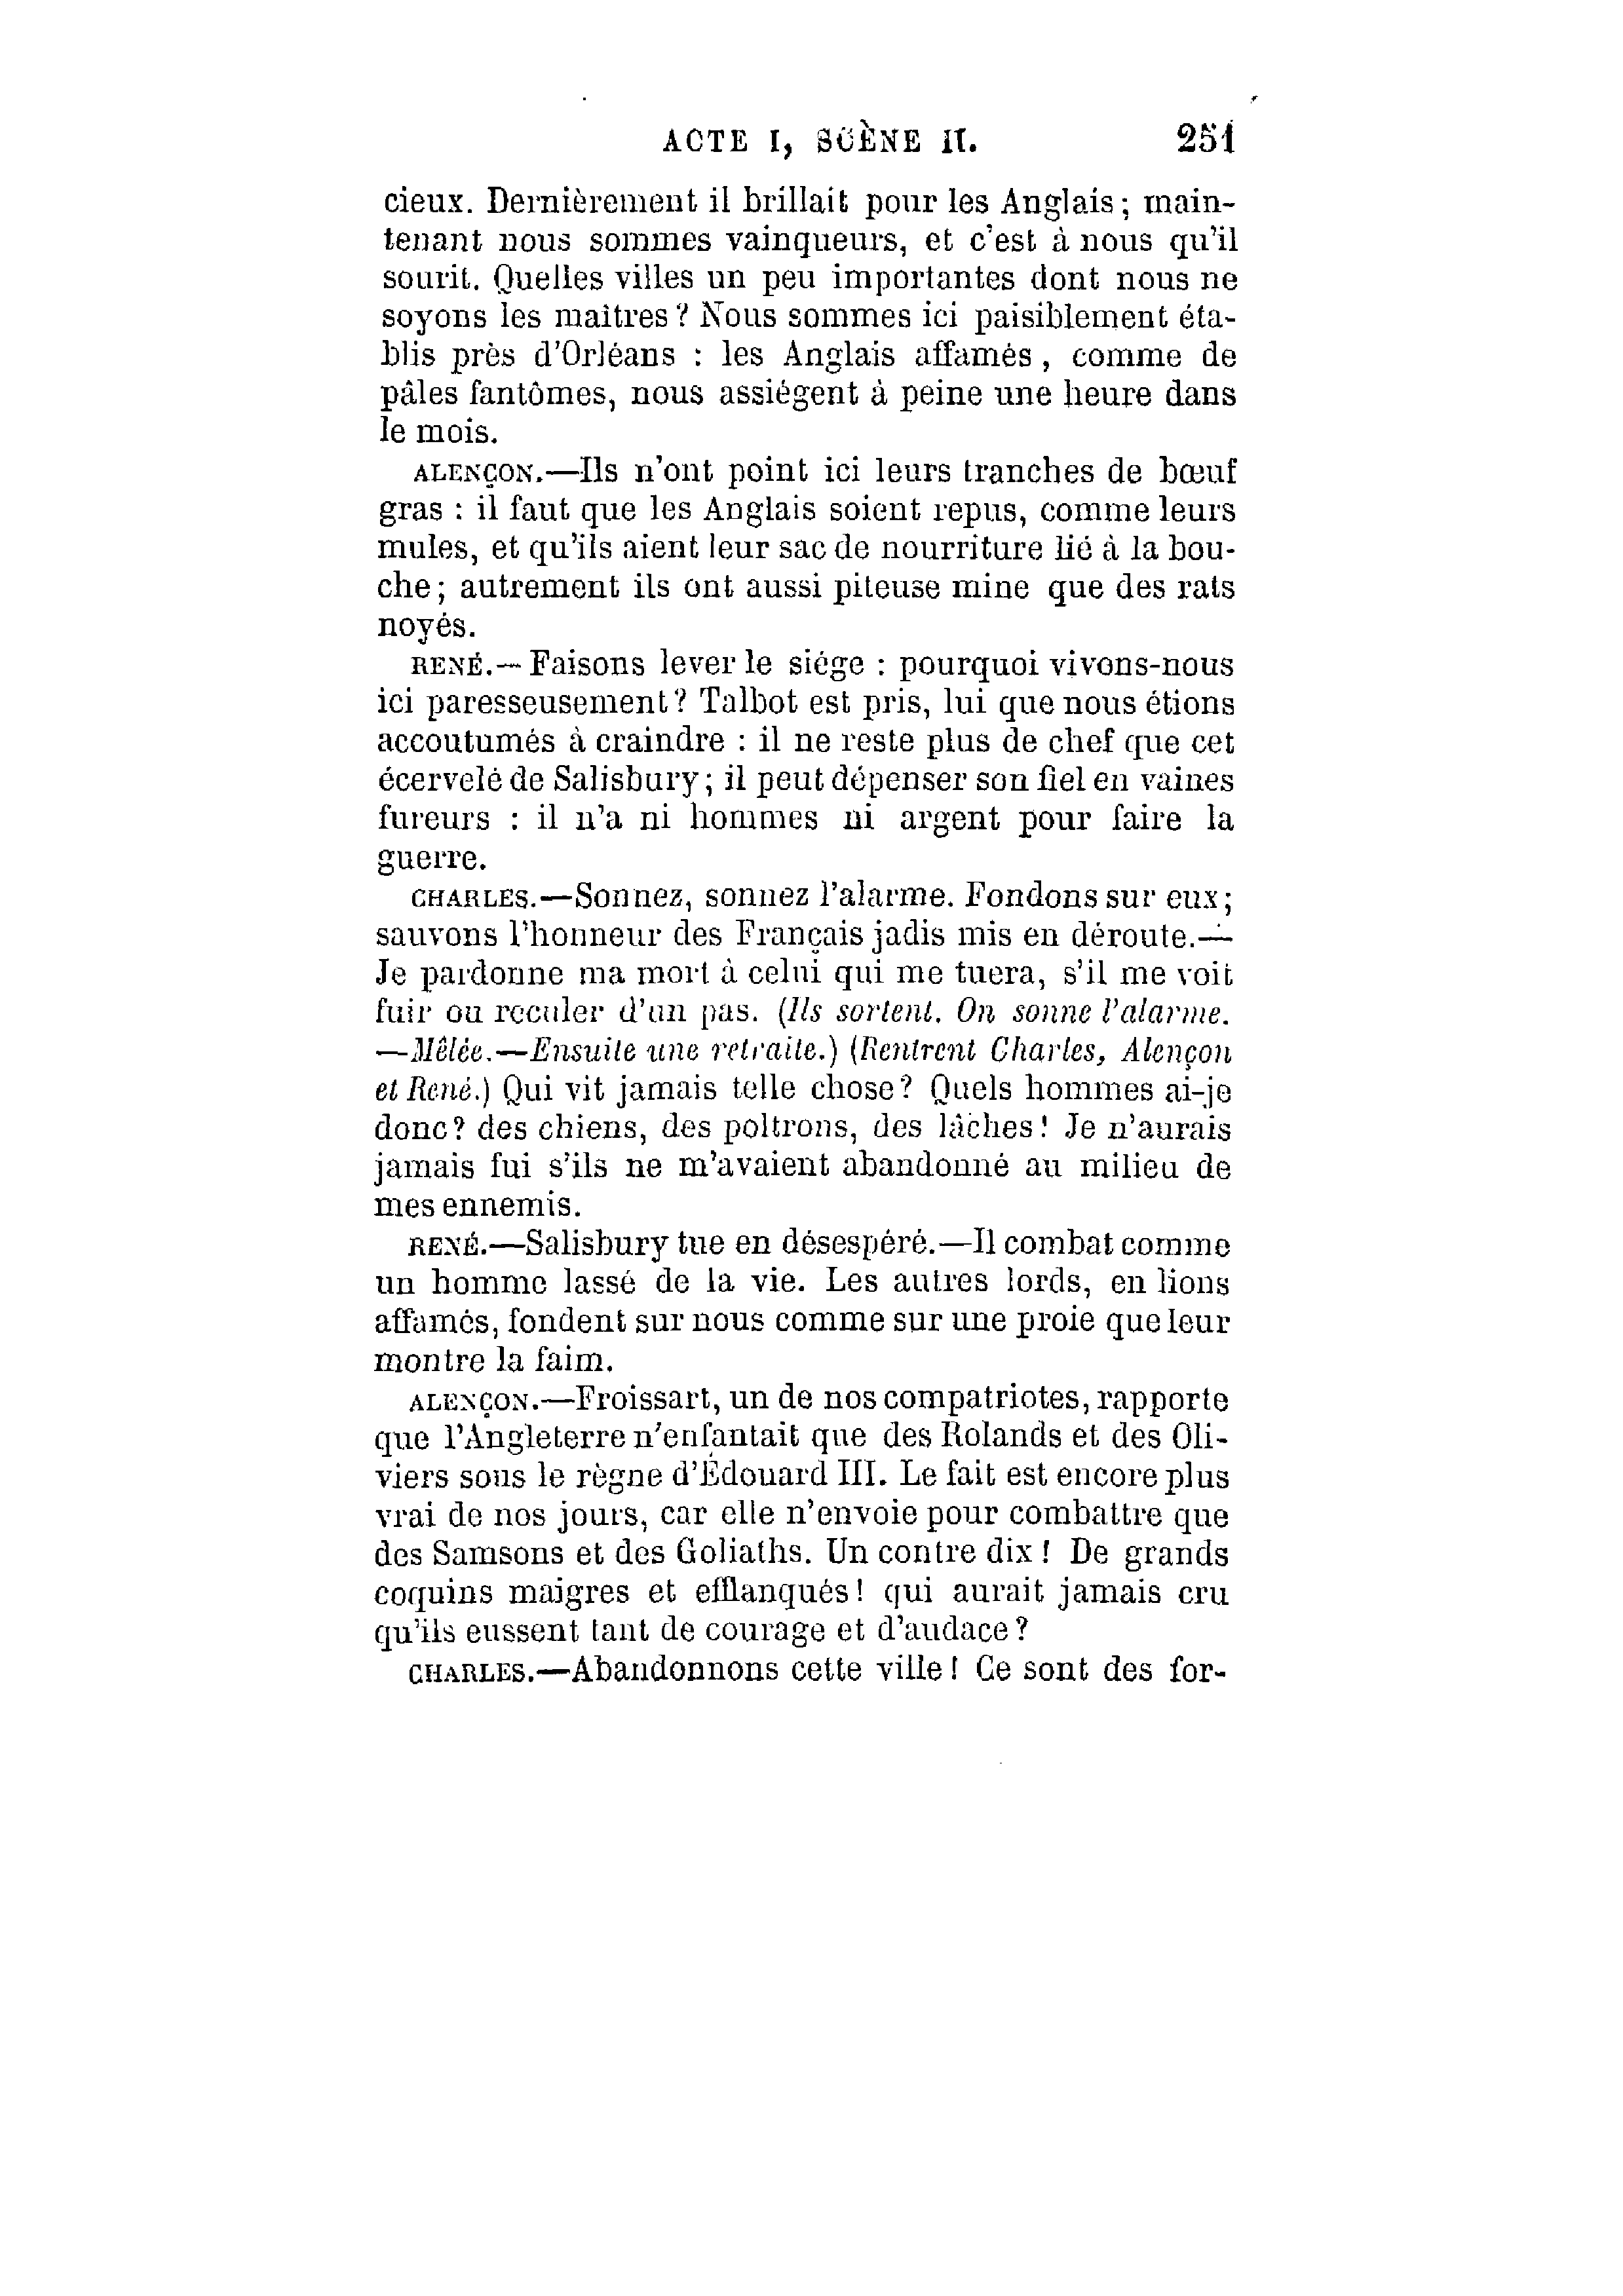 ACTE I, SCÈNE II. 251
cieux. Dernièrement il brillait pour les Anglais; main-
tenant nous sommes vainqueurs, et c'est à nous qu'il
sourit. Quelles villes un peu importantes dont nous ne
soyons les maîtres? Nous sommes ici paisiblement éta-
blis près d'Orléans : les Anglais affamés, comme de
pâles fantômes, nous assiégent à peine une heure dans
le mois.
ALENÇON.—Ils n'ont point ici leurs tranches de bœuf
gras : il faut que les Anglais soient repus, comme leurs
mules, et qu'ils aient leur sac de nourriture lié à la bou-
che; autrement ils ont aussi piteuse mine que des rats
noyés.
RENÉ.—Faisons lever le siége : pourquoi vivons-nous
ici paresseusement? Talbot est pris, lui que nous étions
accoutumés à craindre : il ne reste plus de chef que cet
écervelé de Salisbury; il peut dépenser son fiel en vaines
fureurs : il n'a ni hommes ni argent pour faire la
guerre.
CHARLES.—Sonnez, sonnez l'alarme. Fondons sur eux;
sauvons l'honneur des Français jadis mis en déroute.—
Je pardonne ma mort à celui qui me tuera, s'il me voit
fuir ou reculer d'un pas. (Ils sortent. On sonne l'alarme.
—Mêlée.—Ensuite une retraite.) (Rentrent Charles, Alençon
et René.) Qui vit jamais telle chose? Quels hommes ai-je
donc? des chiens, des poltrons, des lâches! Je n'aurais
jamais fui s'ils ne m'avaient abandonné au milieu de
mes ennemis.
RENÉ.—Salisbury tue en désespéré.—Il combat comme
un homme lassé de la vie. Les autres lords, en lions
affamés, fondent sur nous comme sur une proie que leur
montre la faim.
ALENÇON.—Froissart, un de nos compatriotes, rapporte
que l'Angleterre n'enfantait que des Rolands et des Oli-
viers sous le règne d'Édouard III. Le fait est encore plus
vrai de nos jours, car elle n'envoie pour combattre que
des Samsons et des Goliaths. Un contre dix! De grands
coquins maigres et efflanqués! qui aurait jamais cru
qu'ils eussent tant de courage et d'audace?
CHARLES.—Abandonnons cette ville! Ce sont des for-